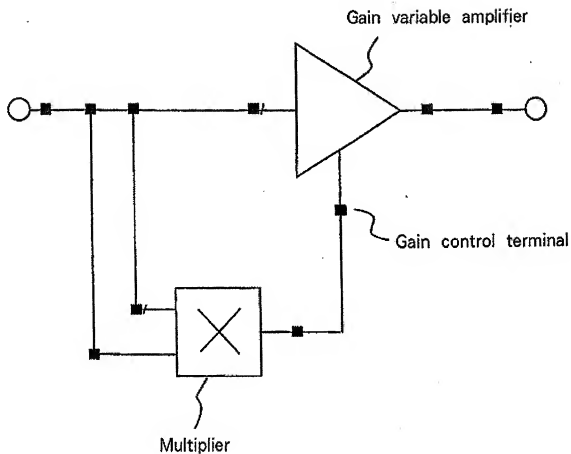 Gain variable amplifier
Gain control terminal
Multiplier